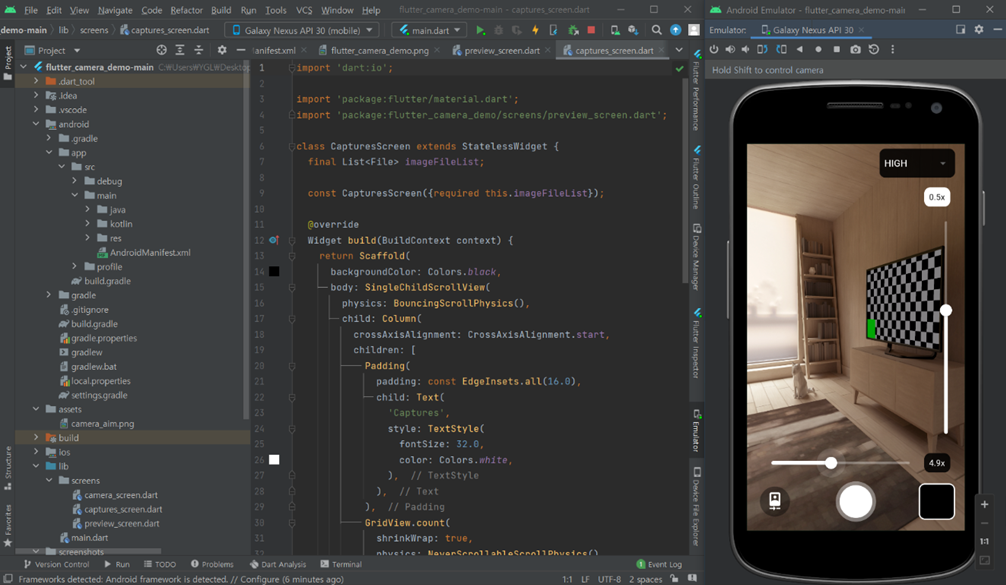 File Edit View Navigate Code Refactor Build Run Tools VCS Window Help flutter_camera_demo-main - captures_screen.dart
demo-main lib screens captures_screen.dart Galaxy Nexus API 30 (mobile) main.dart
Project anifest.xml flutter_camera_demo.png preview_screen.dart captures_screen.dart
flutter_camera_demo-main C:\Users\YGLW\Desktop
.dart_tool
.idea
.vscode
android
.gradle
app
src
debug
main
java
kotlin
res
AndroidManifest.xml
profile
build.gradle
gradle
.gitignore
build.gradle
gradle.properties
gradlew
gradlew.bat
local.properties
settings.gradle
assets
camera_aim.png
build
ios
lib
screens
camera_screen.dart
captures_screen.dart
preview_screen.dart
main.dart
screenshots
Project
Structure
Favorites
1 import 'dart:io';
2
3 import 'package:flutter/material.dart';
4 import 'package:flutter_camera_demo/screens/preview_screen.dart';
5
6 class CapturesScreen extends StatelessWidget {
7 final List<File> imageFileList;
8
9 const CapturesScreen({required this.imageFileList});
10
11 @override
12 Widget build(BuildContext context) {
13 return Scaffold(
14 backgroundColor: Colors.black,
15 body: SingleChildScrollView(
16 physics: BouncingScrollPhysics(),
17 child: Column(
18 crossAxisAlignment: CrossAxisAlignment.start,
19 children: [
20 Padding(
21 padding: const EdgeInsets.all(16.0),
22 child: Text(
23 'Captures',
24 style: TextStyle(
25 fontSize: 32.0,
26 color: Colors.white,
27 ), // TextStyle
28 ), // Text
29 ), // Padding
30 GridView.count(
31 shrinkWrap: true,
32 physics: NeverScrollableScrollPhysics()
Flutter Performance
Flutter Outline
Device Manager
Flutter Inspector
Emulator
Device File Explorer
Version Control Run TODO Problems Dart Analysis Terminal 1 Event Log
Frameworks detected: Android framework is detected. // Configure (6 minutes ago) 1:1 LF UTF-8 2 spaces
Android Emulator - flutter_camera_demo-main
Emulator: Galaxy Nexus API 30
Hold Shift to control camera
HIGH
0.5x
4.9x
1:1